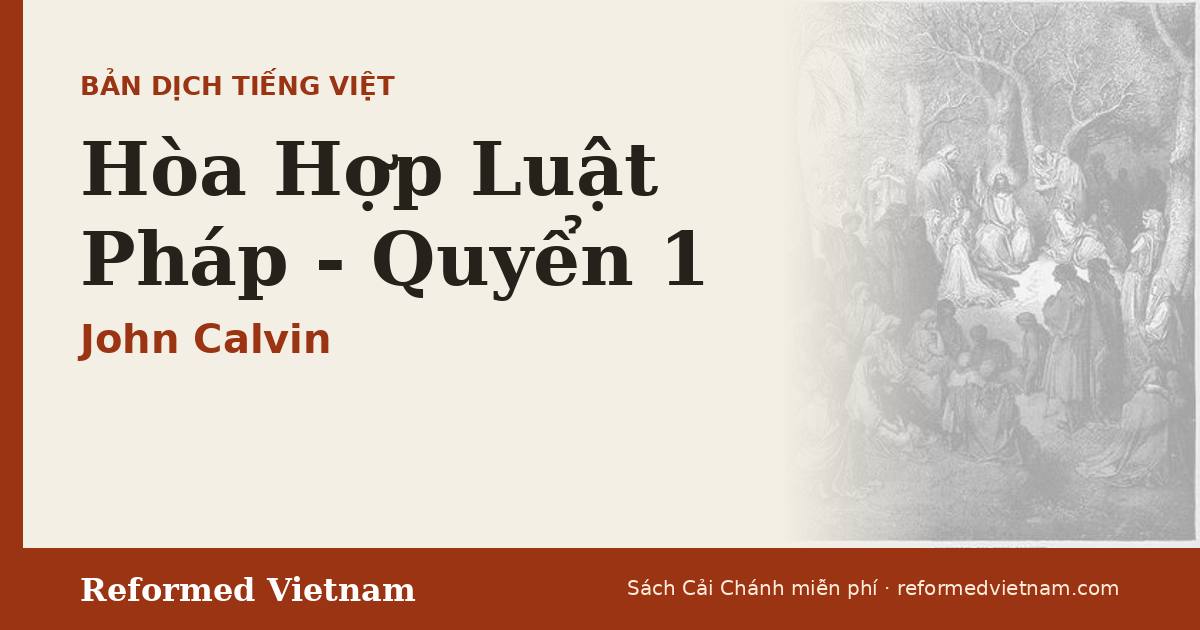 BẢN DỊCH TIẾNG VIỆT
Hòa Hợp Luật
Pháp - Quyển 1
John Calvin
Reformed Vietnam
Sách Cải Chánh miễn phí · reformedvietnam.com